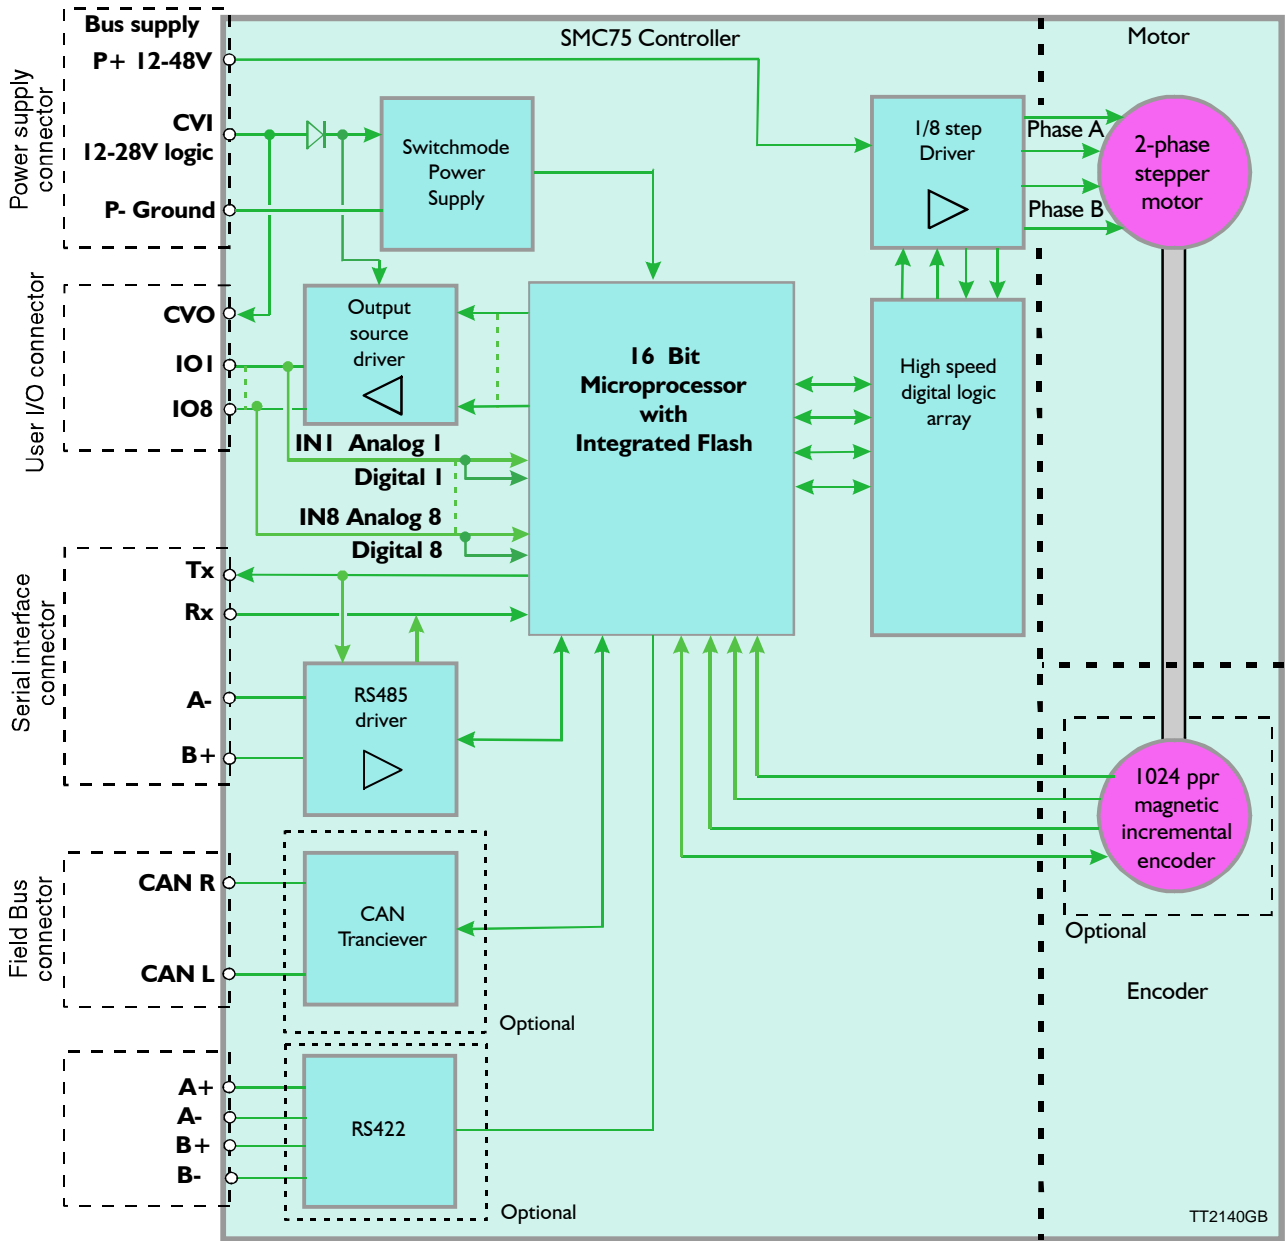 Bus supply
P+ 12-48V
CVI
12-28V logic
P- Ground
Power supply
connector
SMC75 Controller
Motor
Switchmode
Power
Supply
1/8 step
Driver
Phase A
Phase B
2-phase
stepper
motor
User I/O connector
CVO
IO1
IO8
Output
source
driver
IN1 Analog 1
Digital 1
IN8 Analog 8
Digital 8
16 Bit
Microprocessor
with
Integrated Flash
High speed
digital logic
array
Serial interface
connector
Tx
Rx
A-
B+
RS485
driver
1024 ppr
magnetic
incremental
encoder
Optional
Encoder
Field Bus
connector
CAN R
CAN L
CAN
Tranciever
Optional
A+
A-
B+
B-
RS422
Optional
TT2140GB